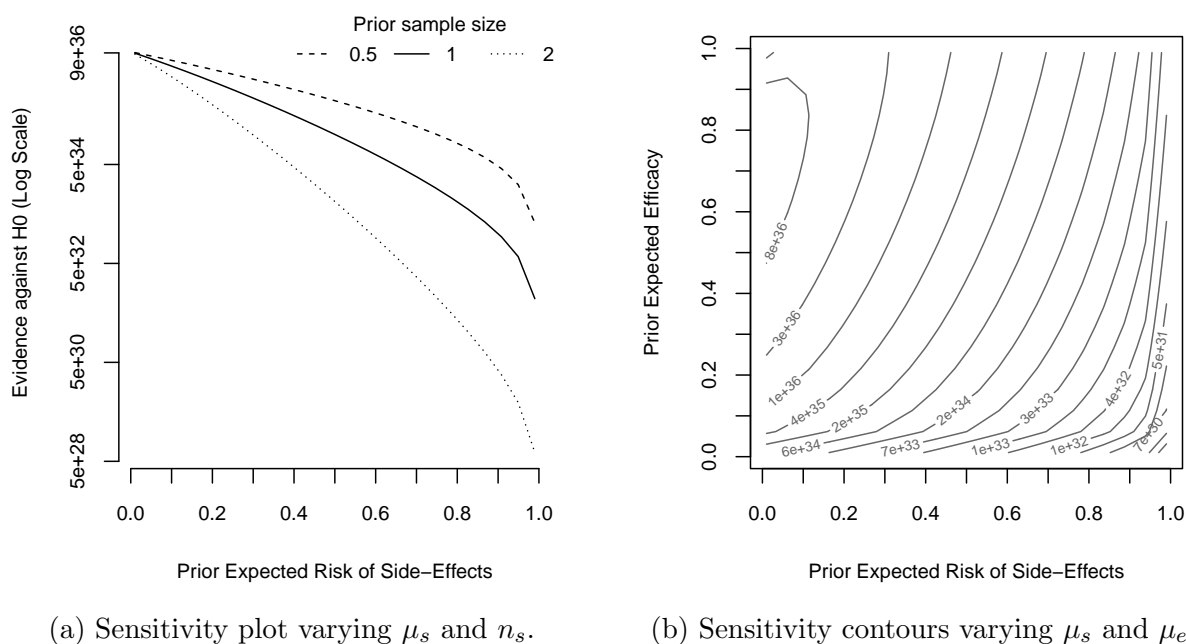 Prior sample size
0.5 1 2
Evidence against H0 (Log Scale)
9e+36
5e+34
5e+32
5e+30
5e+28
0.0 0.2 0.4 0.6 0.8 1.0
Prior Expected Risk of Side−Effects
(a) Sensitivity plot varying μs and ns.
Prior Expected Efficacy
1.0
0.8
0.6
0.4
0.2
0.0
8e+36
3e+36
1e+36
4e+35
2e+35
2e+34
3e+33
4e+32
5e+31
6e+34
7e+33
1e+33
1e+32
7e+30
0.0 0.2 0.4 0.6 0.8 1.0
Prior Expected Risk of Side−Effects
(b) Sensitivity contours varying μs and μe